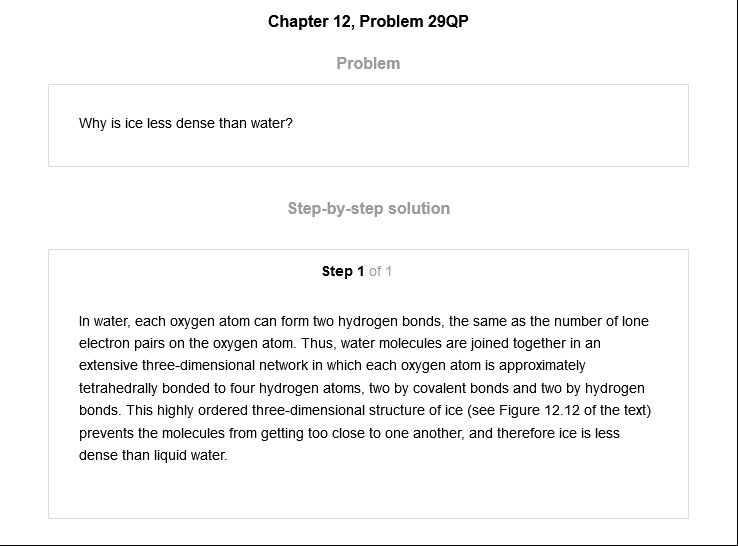 Chapter 12, Problem 29QP
Problem
Why is ice less dense than water?
Step-by-step solution
Step 1 of 1
In water, each oxygen atom can form two hydrogen bonds, the same as the number of lone
electron pairs on the oxygen atom. Thus, water molecules are joined together in an
extensive three-dimensional network in which each oxygen atom is approximately
tetrahedrally bonded to four hydrogen atoms, two by covalent bonds and two by hydrogen
bonds. This highly ordered three-dimensional structure of ice (see Figure 12.12 of the text)
prevents the molecules from getting too close to one another, and therefore ice is less
dense than liquid water.